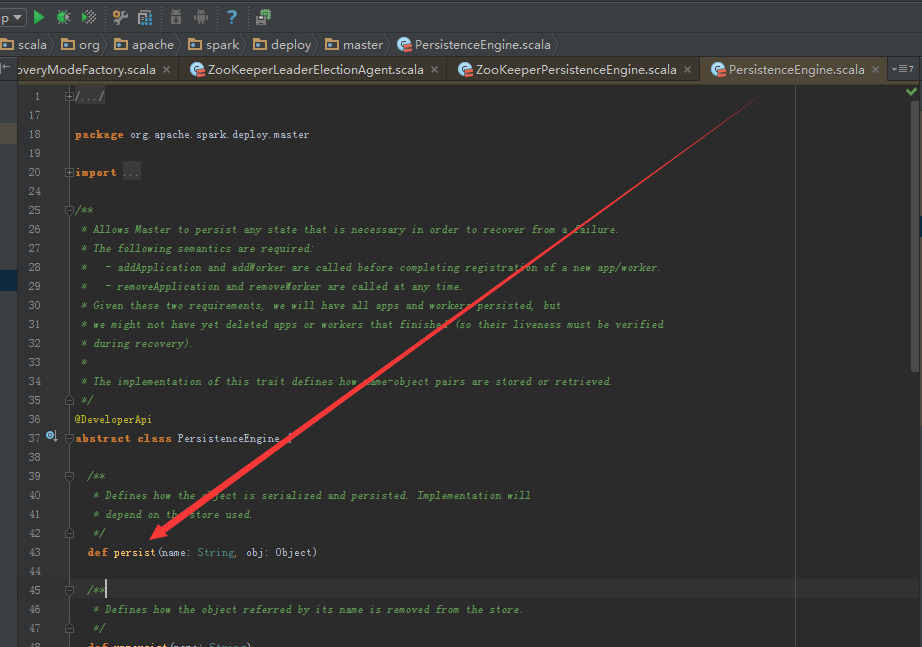 p
scala org apache spark deploy master PersistenceEngine.scala
overyModeFactory.scala ZooKeeperLeaderElectionAgent.scala ZooKeeperPersistenceEngine.scala PersistenceEngine.scala 7
1 /.../
17
18 package org.apache.spark.deploy.master
19
20 import ...
24
25 /**
26 * Allows Master to persist any state that is necessary in order to recover from a failure.
27 * The following semantics are required:
28 * - addApplication and addWorker are called before completing registration of a new app/worker.
29 * - removeApplication and removeWorker are called at any time.
30 * Given these two requirements, we will have all apps and workers persisted, but
31 * we might not have yet deleted apps or workers that finished (so their liveness must be verified
32 * during recovery).
33 *
34 * The implementation of this trait defines how name-object pairs are stored or retrieved.
35 */
36 @DeveloperApi
37 abstract class PersistenceEngine {
38
39 /**
40 * Defines how the object is serialized and persisted. Implementation will
41 * depend on the store used.
42 */
43 def persist(name: String, obj: Object)
44
45 /**
46 * Defines how the object referred by its name is removed from the store.
47 */
48 def unpersist(name: String)